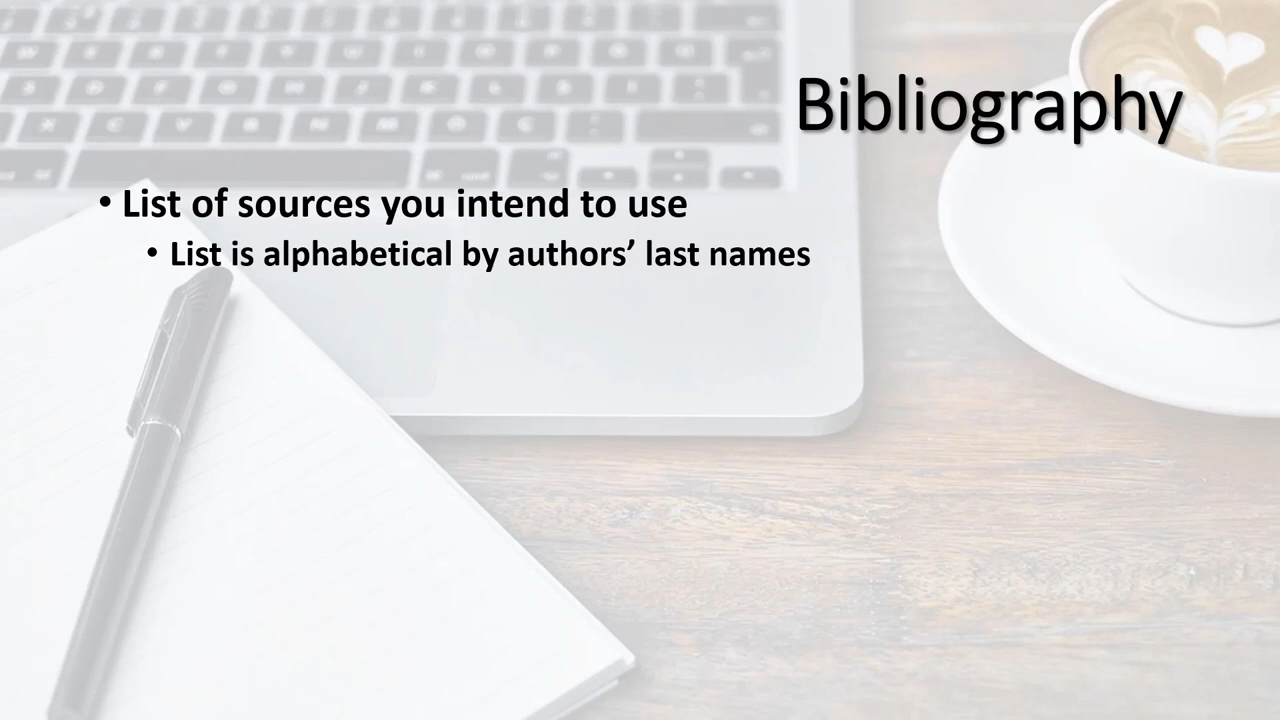 Bibliography
• List of sources you intend to use
• List is alphabetical by authors’ last names